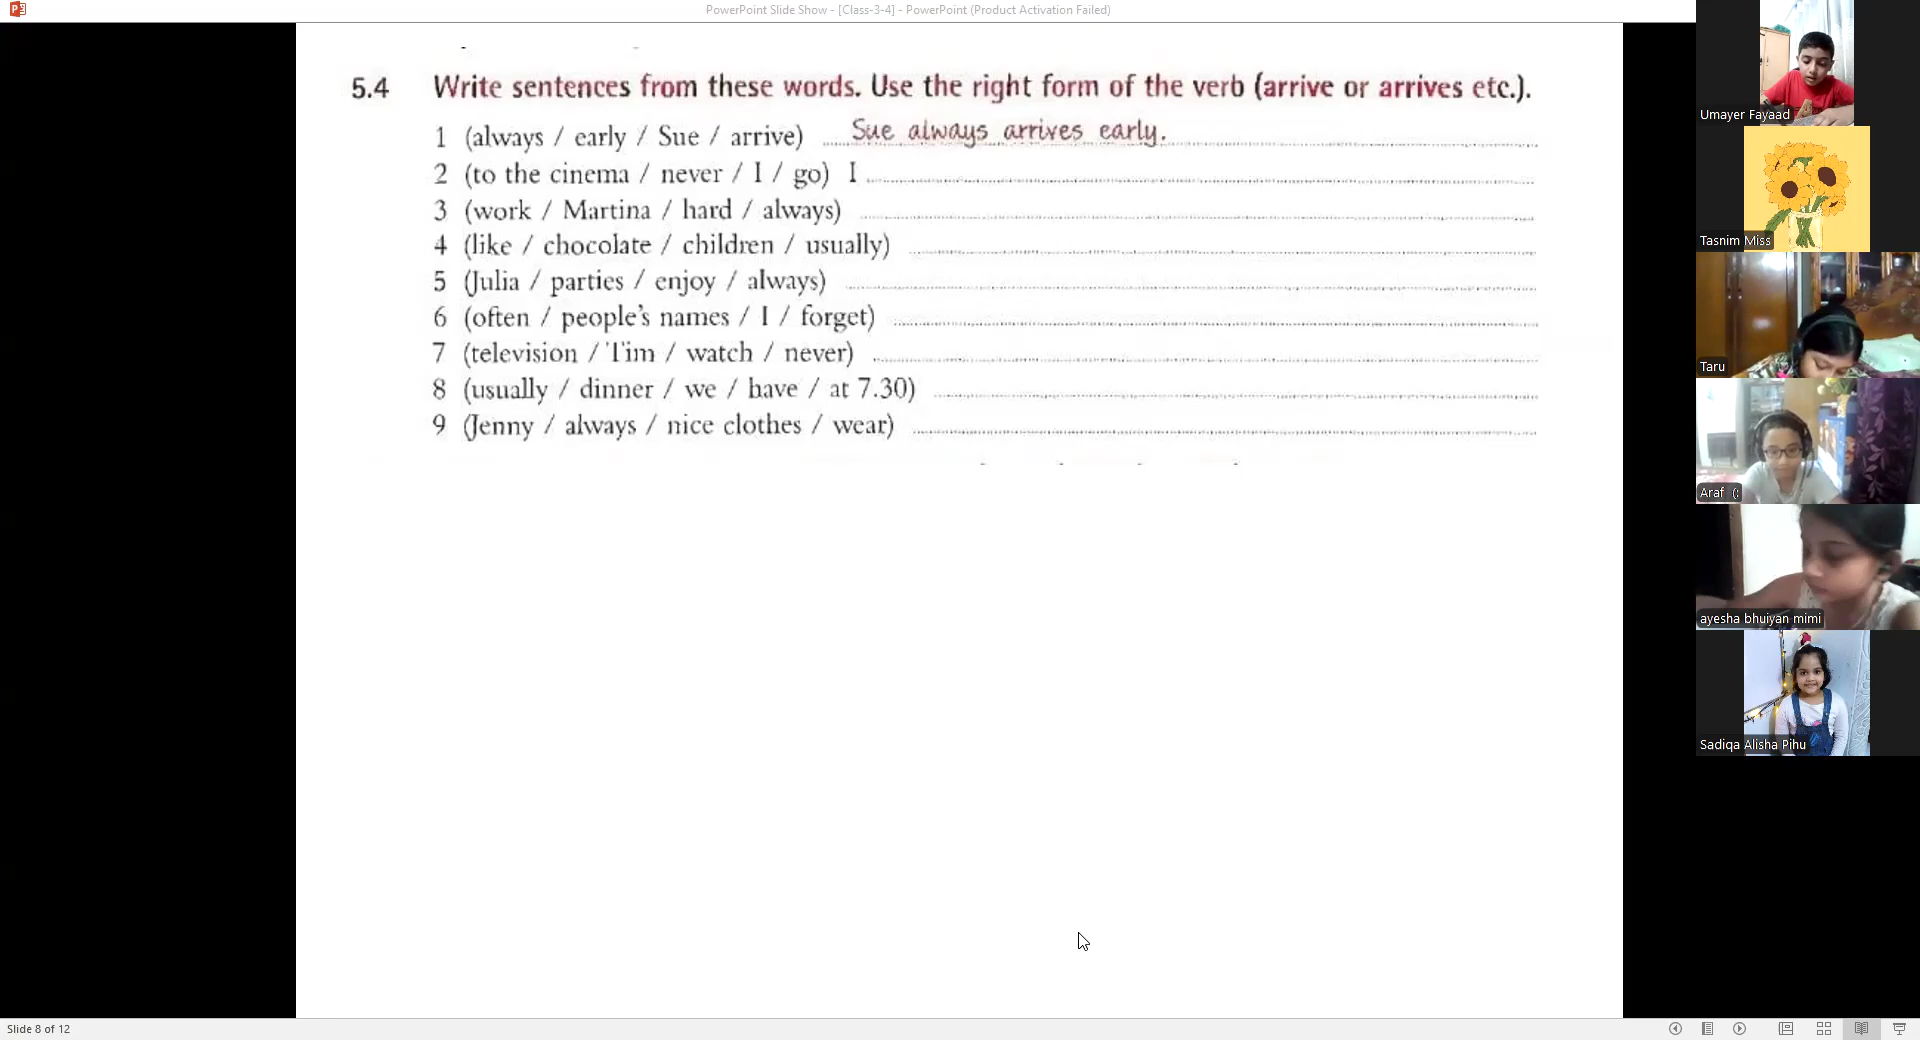 PowerPoint Slide Show - [Class-3-4] - PowerPoint (Product Activation Failed)
5.4 Write sentences from these words. Use the right form of the verb (arrive or arrives etc.).
1 (always / early / Sue / arrive) Sue always arrives early.
2 (to the cinema / never / I / go) I
3 (work / Martina / hard / always)
4 (like / chocolate / children / usually)
5 (Julia / parties / enjoy / always)
6 (often / people's names / I / forget)
7 (television / Tim / watch / never)
8 (usually / dinner / we / have / at 7.30)
9 (Jenny / always / nice clothes / wear)
Umayer Fayaad
Tasnim Miss
Taru
Araf (:
ayesha bhuiyan mimi
Sadiqa Alisha Pihu
Slide 8 of 12